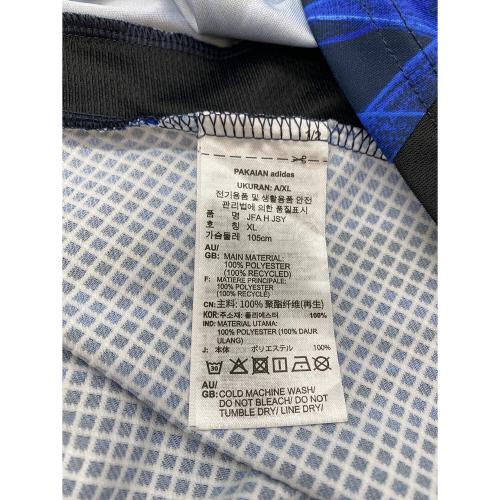 1/2
PAKAIAN adidas
UKURAN: A/XL
전기용품 및 생활용품 안전
관리법에 의한 품질표시
품 명 JFA H JSY
호 칭 XL
가슴둘레 105cm
AU/
GB: MAIN MATERIAL:
100% POLYESTER
(100% RECYCLED)
F: MATIÈRE PRINCIPALE:
100% POLYESTER
(100% RECYCLÉ)
CN: 主料: 100% 聚酯纤维(再生)
KOR: 주소재: 폴리에스터 100%
IND: MATERIAL UTAMA:
100% POLYESTER (100% DAUR
ULANG)
J: 本体 ポリエステル 100%
30
AU/
GB: COLD MACHINE WASH/
DO NOT BLEACH/ DO NOT
TUMBLE DRY/ LINE DRY/